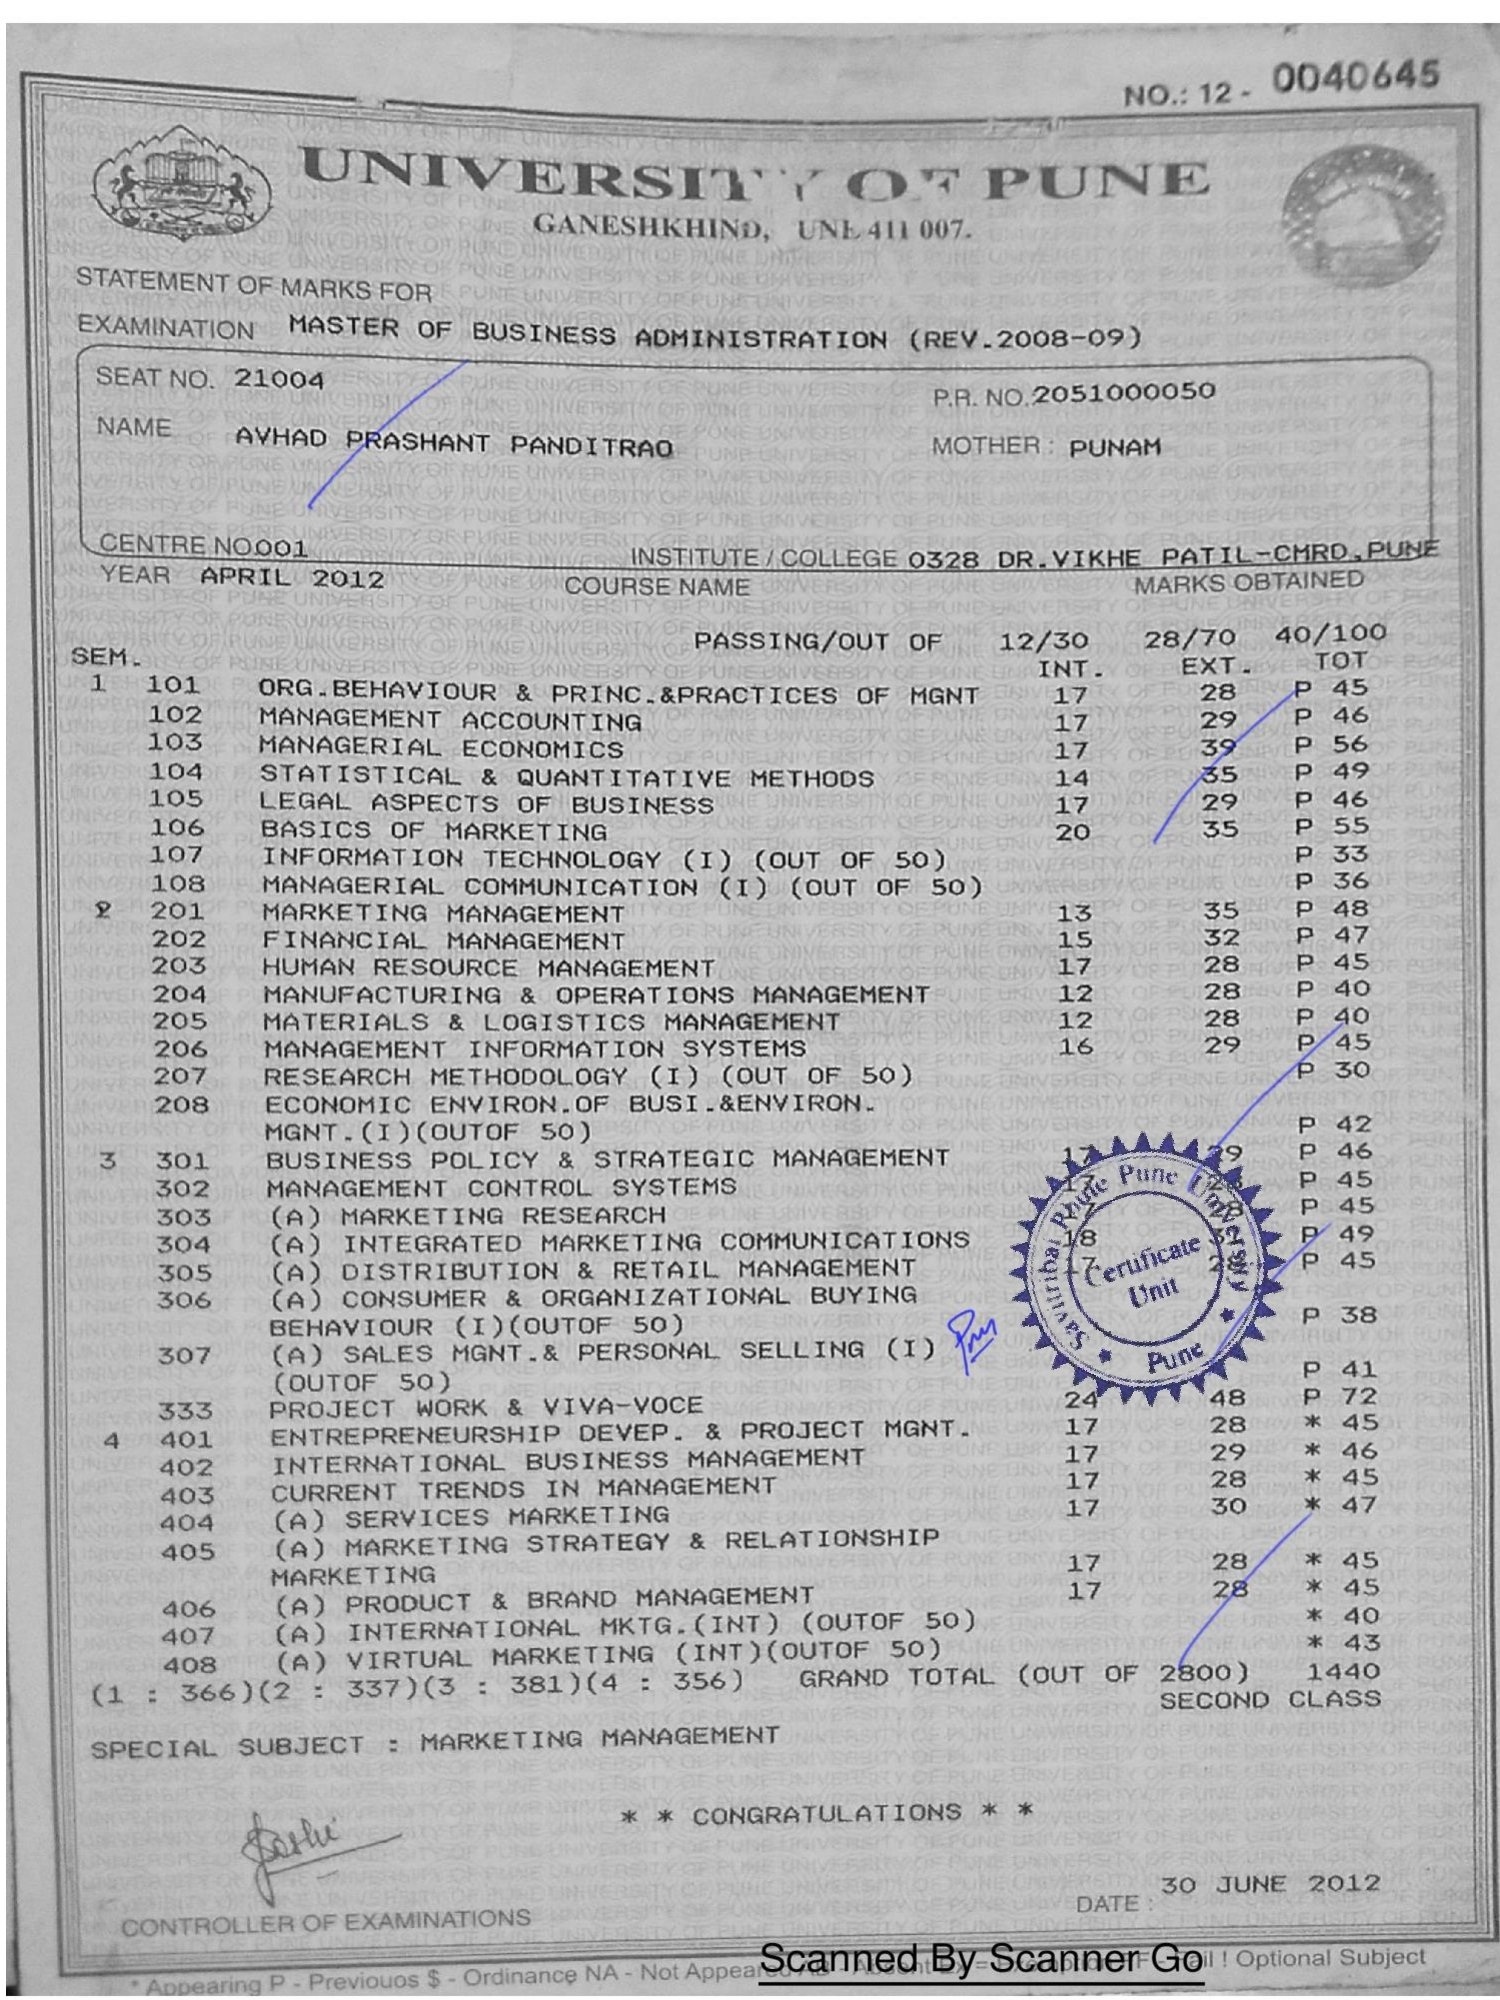 NO.: 12 - 0040645
UNIVERSITY OF PUNE
GANESHKHIND, UNE 411 007.
STATEMENT OF MARKS FOR
EXAMINATION MASTER OF BUSINESS ADMINISTRATION (REV.2008-09)
SEAT NO. 21004 P.R. NO.2051000050
NAME AVHAD PRASHANT PANDITRAO MOTHER : PUNAM
CENTRE NO.001 INSTITUTE / COLLEGE 0328 DR.VIKHE PATIL-CMRD,PUNE
YEAR APRIL 2012 COURSE NAME MARKS OBTAINED
PASSING/OUT OF 12/30 28/70 40/100
SEM. INT. EXT. TOT
1 101 ORG.BEHAVIOUR & PRINC.&PRACTICES OF MGNT 17 28 P 45
102 MANAGEMENT ACCOUNTING 17 29 P 46
103 MANAGERIAL ECONOMICS 17 39 P 56
104 STATISTICAL & QUANTITATIVE METHODS 14 35 P 49
105 LEGAL ASPECTS OF BUSINESS 17 29 P 46
106 BASICS OF MARKETING 20 35 P 55
107 INFORMATION TECHNOLOGY (I) (OUT OF 50) P 33
108 MANAGERIAL COMMUNICATION (I) (OUT OF 50) P 36
2 201 MARKETING MANAGEMENT 13 35 P 48
202 FINANCIAL MANAGEMENT 15 32 P 47
203 HUMAN RESOURCE MANAGEMENT 17 28 P 45
204 MANUFACTURING & OPERATIONS MANAGEMENT 12 28 P 40
205 MATERIALS & LOGISTICS MANAGEMENT 12 28 P 40
206 MANAGEMENT INFORMATION SYSTEMS 16 29 P 45
207 RESEARCH METHODOLOGY (I) (OUT OF 50) P 30
208 ECONOMIC ENVIRON.OF BUSI.&ENVIRON.
MGNT.(I)(OUTOF 50) P 42
3 301 BUSINESS POLICY & STRATEGIC MANAGEMENT 17 29 P 46
302 MANAGEMENT CONTROL SYSTEMS 17 28 P 45
303 (A) MARKETING RESEARCH 17 28 P 45
304 (A) INTEGRATED MARKETING COMMUNICATIONS 18 P 49
305 (A) DISTRIBUTION & RETAIL MANAGEMENT 17 28 P 45
306 (A) CONSUMER & ORGANIZATIONAL BUYING
BEHAVIOUR (I)(OUTOF 50) P 38
307 (A) SALES MGNT.& PERSONAL SELLING (I)
(OUTOF 50) P 41
333 PROJECT WORK & VIVA-VOCE 24 48 P 72
4 401 ENTREPRENEURSHIP DEVEP. & PROJECT MGNT. 17 28 * 45
402 INTERNATIONAL BUSINESS MANAGEMENT 17 29 * 46
403 CURRENT TRENDS IN MANAGEMENT 17 28 * 45
404 (A) SERVICES MARKETING 17 30 * 47
405 (A) MARKETING STRATEGY & RELATIONSHIP
MARKETING 17 28 * 45
406 (A) PRODUCT & BRAND MANAGEMENT 17 28 * 45
407 (A) INTERNATIONAL MKTG.(INT) (OUTOF 50) * 40
408 (A) VIRTUAL MARKETING (INT)(OUTOF 50) * 43
(1 : 366)(2 : 337)(3 : 381)(4 : 356) GRAND TOTAL (OUT OF 2800) 1440
SECOND CLASS
SPECIAL SUBJECT : MARKETING MANAGEMENT
Savitribai Phule Pune University
Certificate
Unit
Pune
* * CONGRATULATIONS * *
DATE : 30 JUNE 2012
CONTROLLER OF EXAMINATIONS
* Appearing P - Previouos $ - Ordinance NA - Not Appear ! Optional Subject
Scanned By Scanner Go